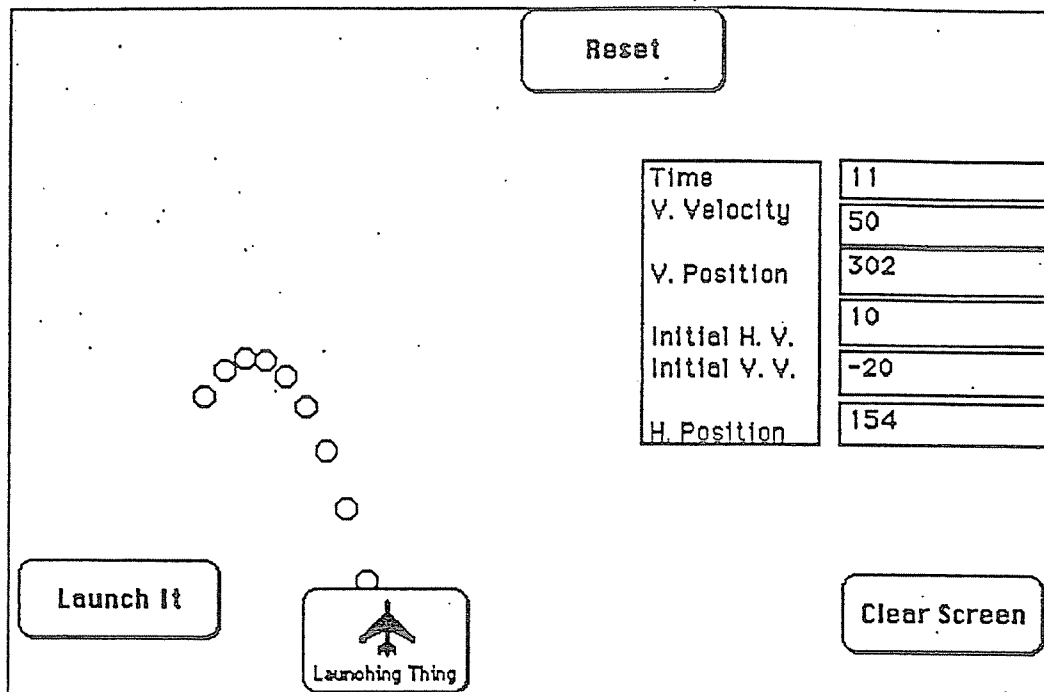 Reset
Time 11
V. Velocity 50
V. Position 302
Initial H. V. 10
Initial V. V. -20
H. Position 154
Launch It
Launching Thing
Clear Screen